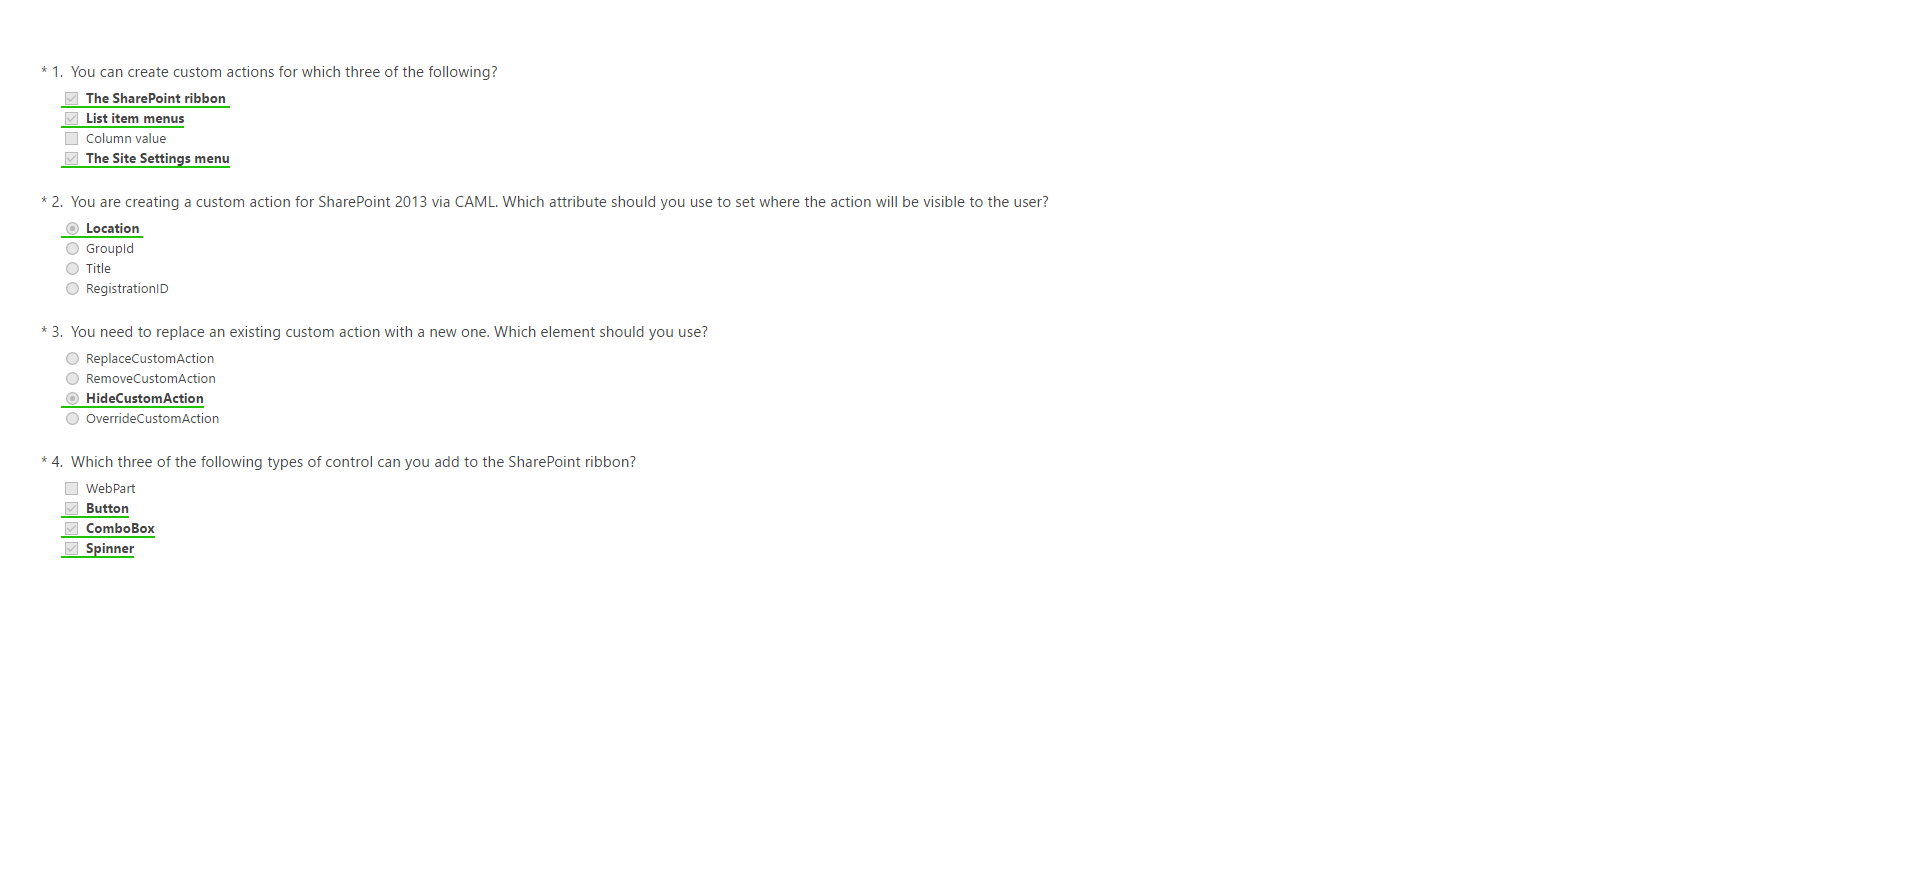 * 1. You can create custom actions for which three of the following?
The SharePoint ribbon
List item menus
Column value
The Site Settings menu
* 2. You are creating a custom action for SharePoint 2013 via CAML. Which attribute should you use to set where the action will be visible to the user?
Location
GroupId
Title
RegistrationID
* 3. You need to replace an existing custom action with a new one. Which element should you use?
ReplaceCustomAction
RemoveCustomAction
HideCustomAction
OverrideCustomAction
* 4. Which three of the following types of control can you add to the SharePoint ribbon?
WebPart
Button
ComboBox
Spinner